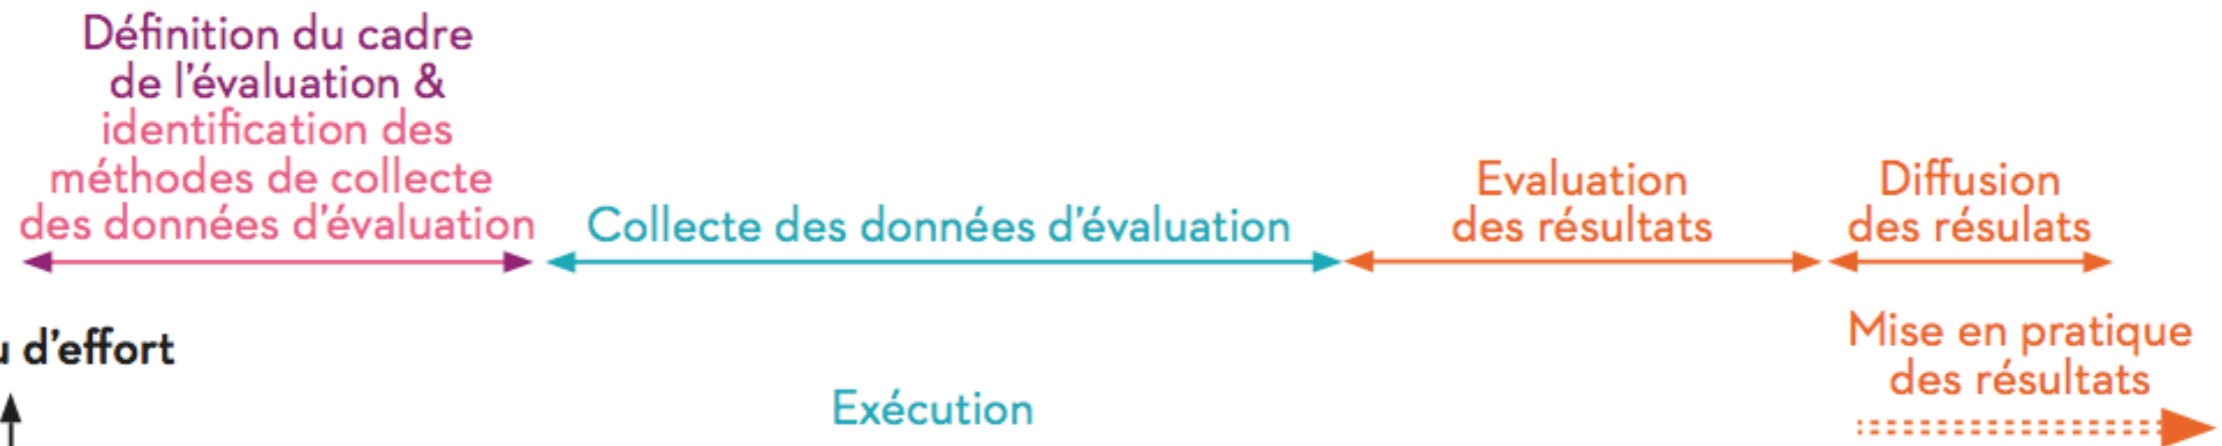 Définition du cadre
de l'évaluation &
identification des
méthodes de collecte
des données d'évaluation
Collecte des données d'évaluation
Evaluation
des résultats
Diffusion
des résulats
d'effort
Mise en pratique
des résultats
Exécution